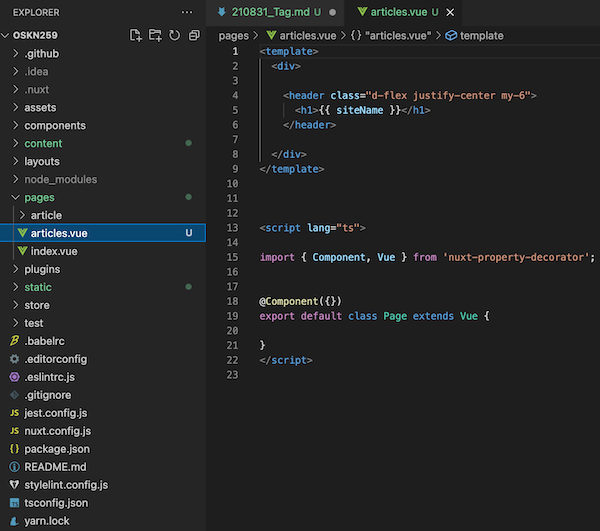 EXPLORER
OSKN259
.github
.idea
.nuxt
assets
components
content
layouts
node_modules
pages
article
articles.vue U
index.vue
plugins
static
store
test
.babelrc
.editorconfig
.eslintrc.js
.gitignore
JS jest.config.js
JS nuxt.config.js
{ } package.json
README.md
stylelint.config.js
TS tsconfig.json
yarn.lock
210831_Tag.md U
articles.vue U
pages > articles.vue > {} "articles.vue" > template
1 <template>
2 <div>
3
4 <header class="d-flex justify-center my-6">
5 <h1>{{ siteName }}</h1>
6 </header>
7
8 </div>
9 </template>
10
11
12
13 <script lang="ts">
14
15 import { Component, Vue } from 'nuxt-property-decorator';
16
17
18 @Component({})
19 export default class Page extends Vue {
20
21 }
22 </script>
23